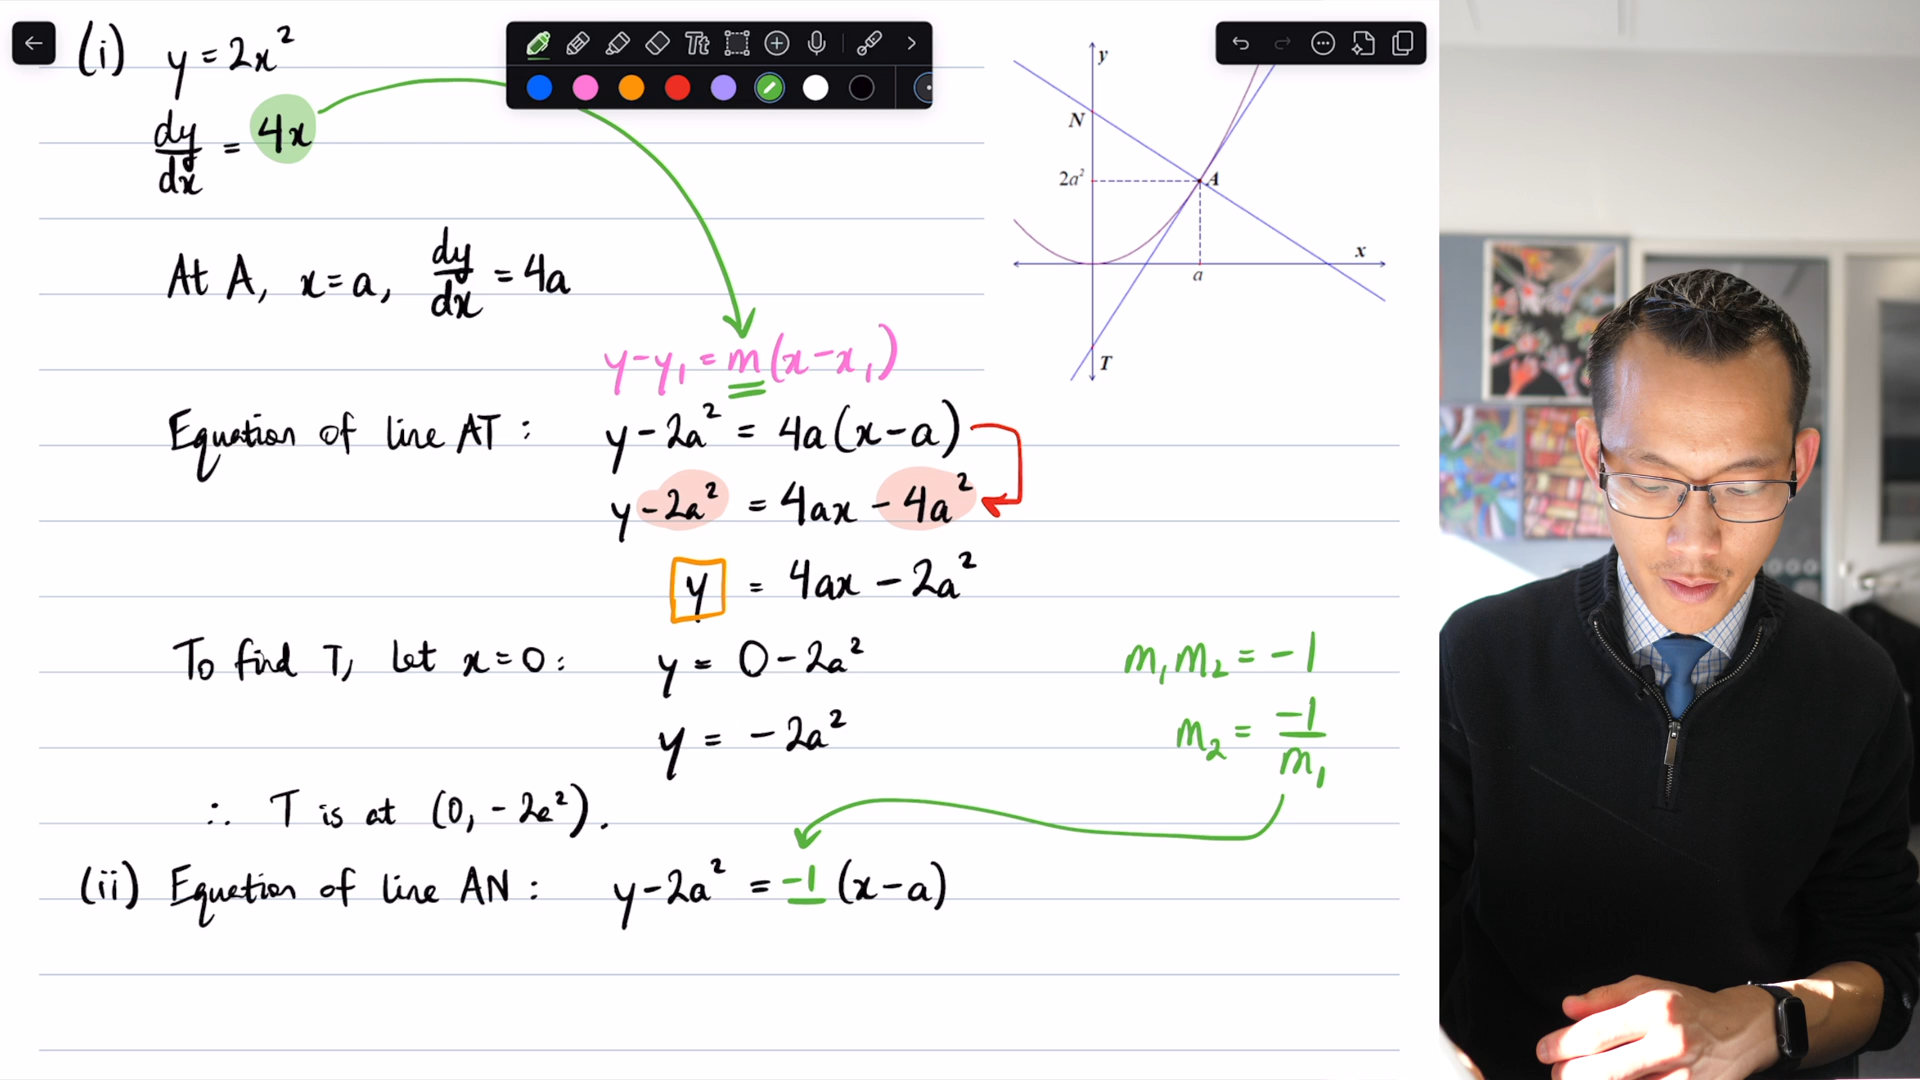 (i) y = 2x²
dy/dx = 4x
At A, x=a, dy/dx = 4a
y-y₁ = m(x-x₁)
Equation of line AT : y-2a² = 4a(x-a)
y-2a² = 4ax - 4a²
y = 4ax - 2a²
To find T, let x=0: y = 0-2a²
y = -2a²
∴ T is at (0, -2a²).
(ii) Equation of line AN : y-2a² = -1 (x-a)
m₁m₂ = -1
m₂ = -1/m₁
Tt
y
N
2a²
A
x
a
T